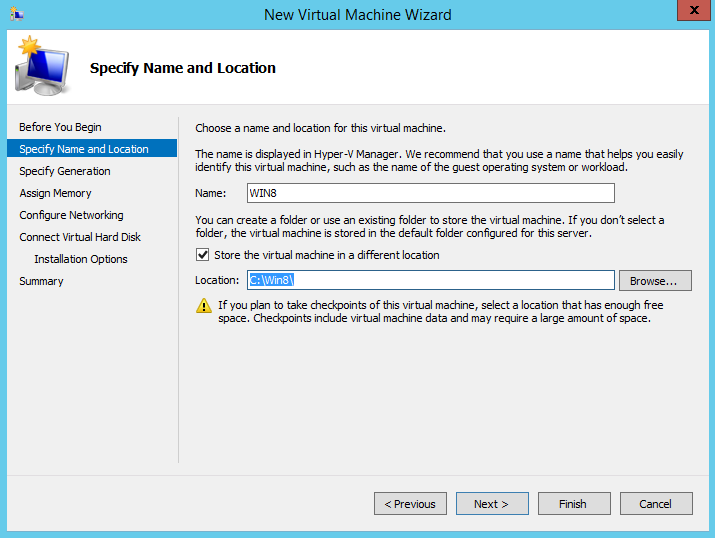 New Virtual Machine Wizard
x
Specify Name and Location
Before You Begin
Specify Name and Location
Specify Generation
Assign Memory
Configure Networking
Connect Virtual Hard Disk
Installation Options
Summary
Choose a name and location for this virtual machine.
The name is displayed in Hyper-V Manager. We recommend that you use a name that helps you easily
identify this virtual machine, such as the name of the guest operating system or workload.
Name: WIN8
You can create a folder or use an existing folder to store the virtual machine. If you don't select a
folder, the virtual machine is stored in the default folder configured for this server.
Store the virtual machine in a different location
Location: C:\Win8\ Browse...
If you plan to take checkpoints of this virtual machine, select a location that has enough free
space. Checkpoints include virtual machine data and may require a large amount of space.
< Previous Next > Finish Cancel